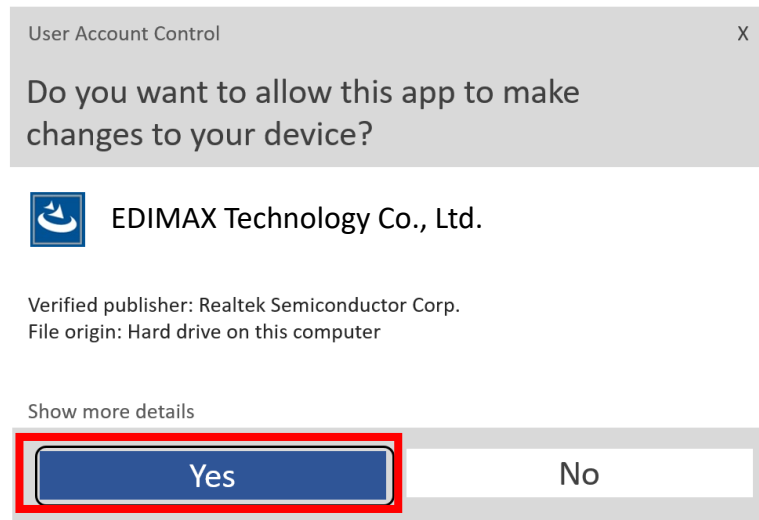 User Account Control
X
Do you want to allow this app to make
changes to your device?
EDIMAX Technology Co., Ltd.
Verified publisher: Realtek Semiconductor Corp.
File origin: Hard drive on this computer
Show more details
Yes
No